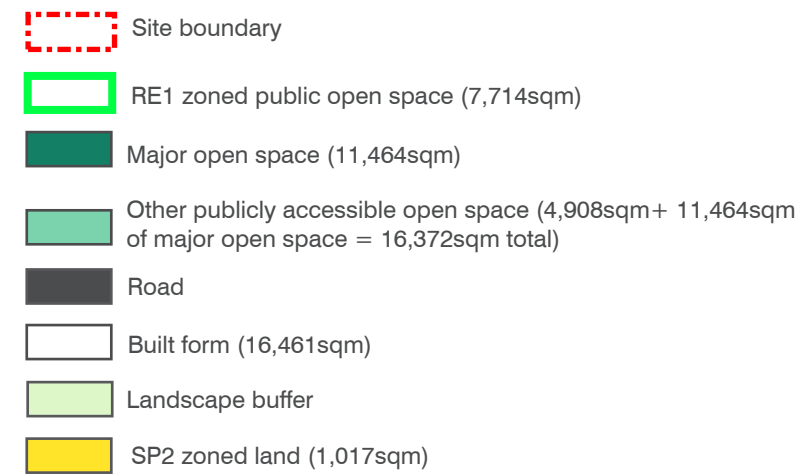 Site boundary
RE1 zoned public open space (7,714sqm)
Major open space (11,464sqm)
Other publicly accessible open space (4,908sqm+ 11,464sqm
of major open space = 16,372sqm total)
Road
Built form (16,461sqm)
Landscape buffer
SP2 zoned land (1,017sqm)